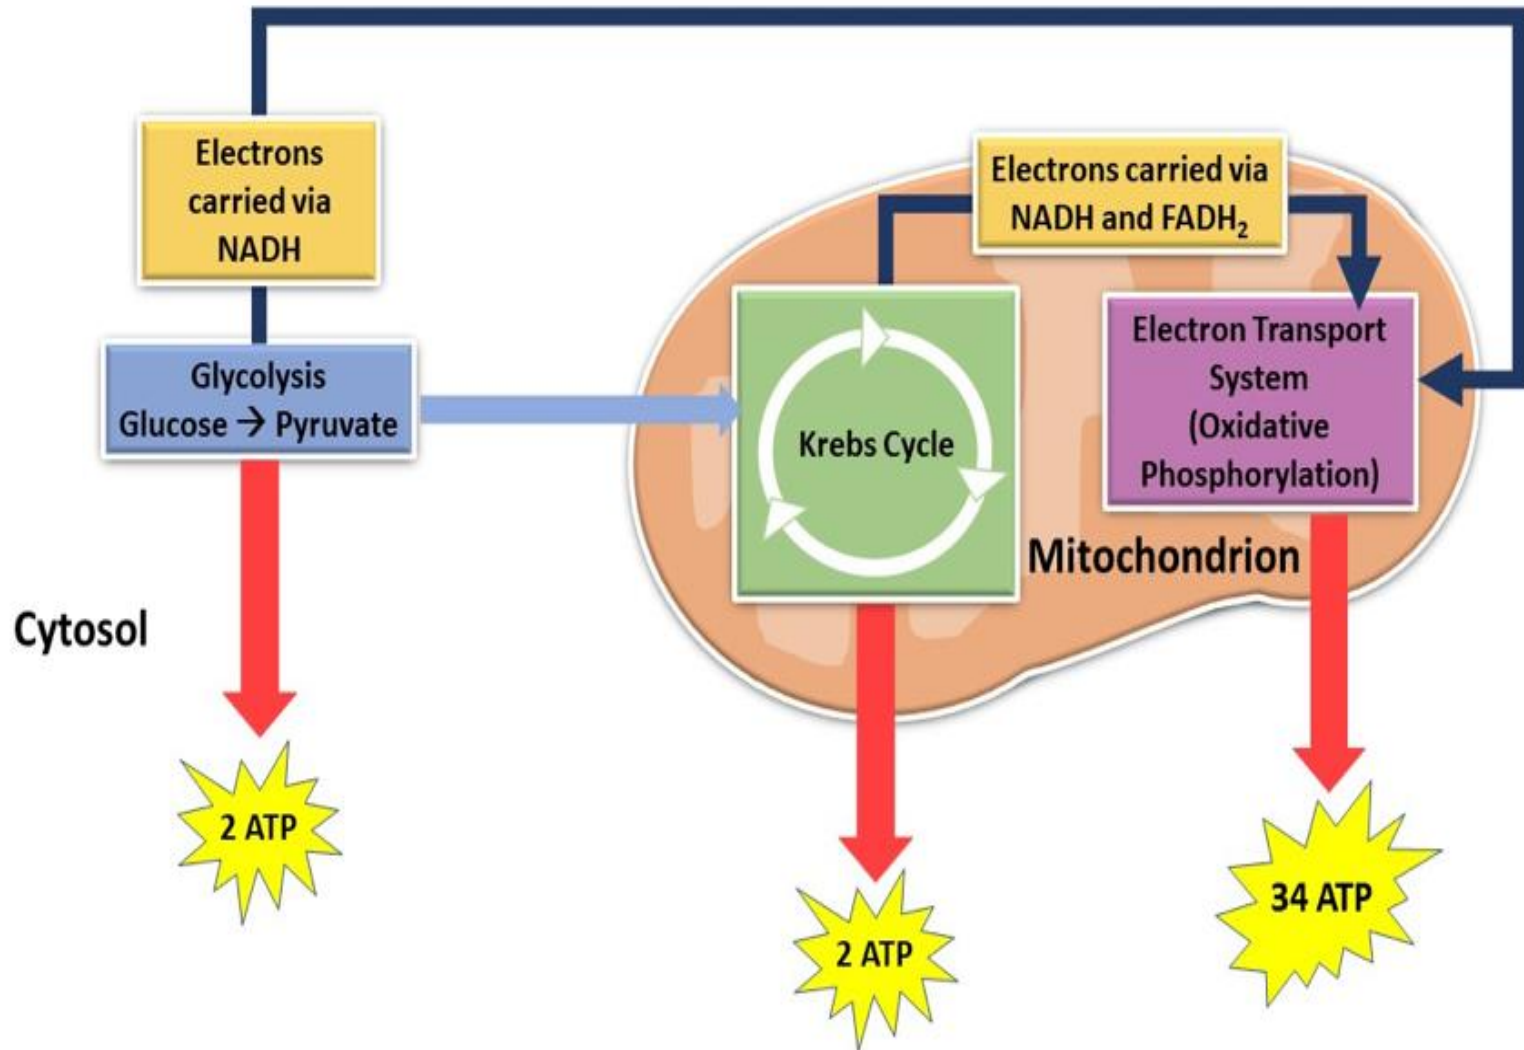 Electrons
carried via
NADH
Electrons carried via
NADH and FADH₂
Glycolysis
Glucose → Pyruvate
Krebs Cycle
Electron Transport
System
(Oxidative
Phosphorylation)
Mitochondrion
Cytosol
2 ATP
2 ATP
34 ATP